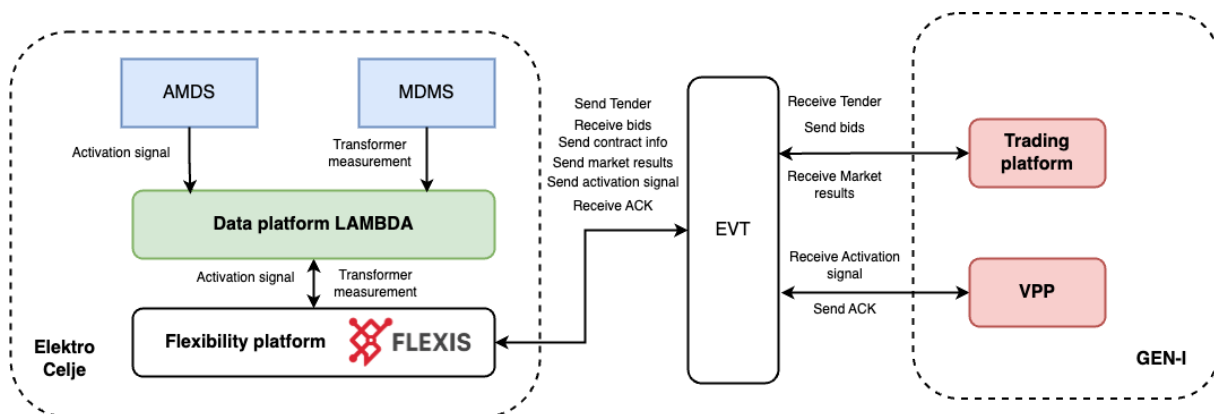 AMDS
MDMS
Activation signal
Transformer
measurement
Data platform LAMBDA
Activation signal
Transformer
measurement
Flexibility platform
FLEXIS
Elektro
Celje
Send Tender
Receive bids
Send contract info
Send market results
Send activation signal
Receive ACK
EVT
Receive Tender
Send bids
Receive Market
results
Receive Activation
signal
Send ACK
Trading
platform
VPP
GEN-I